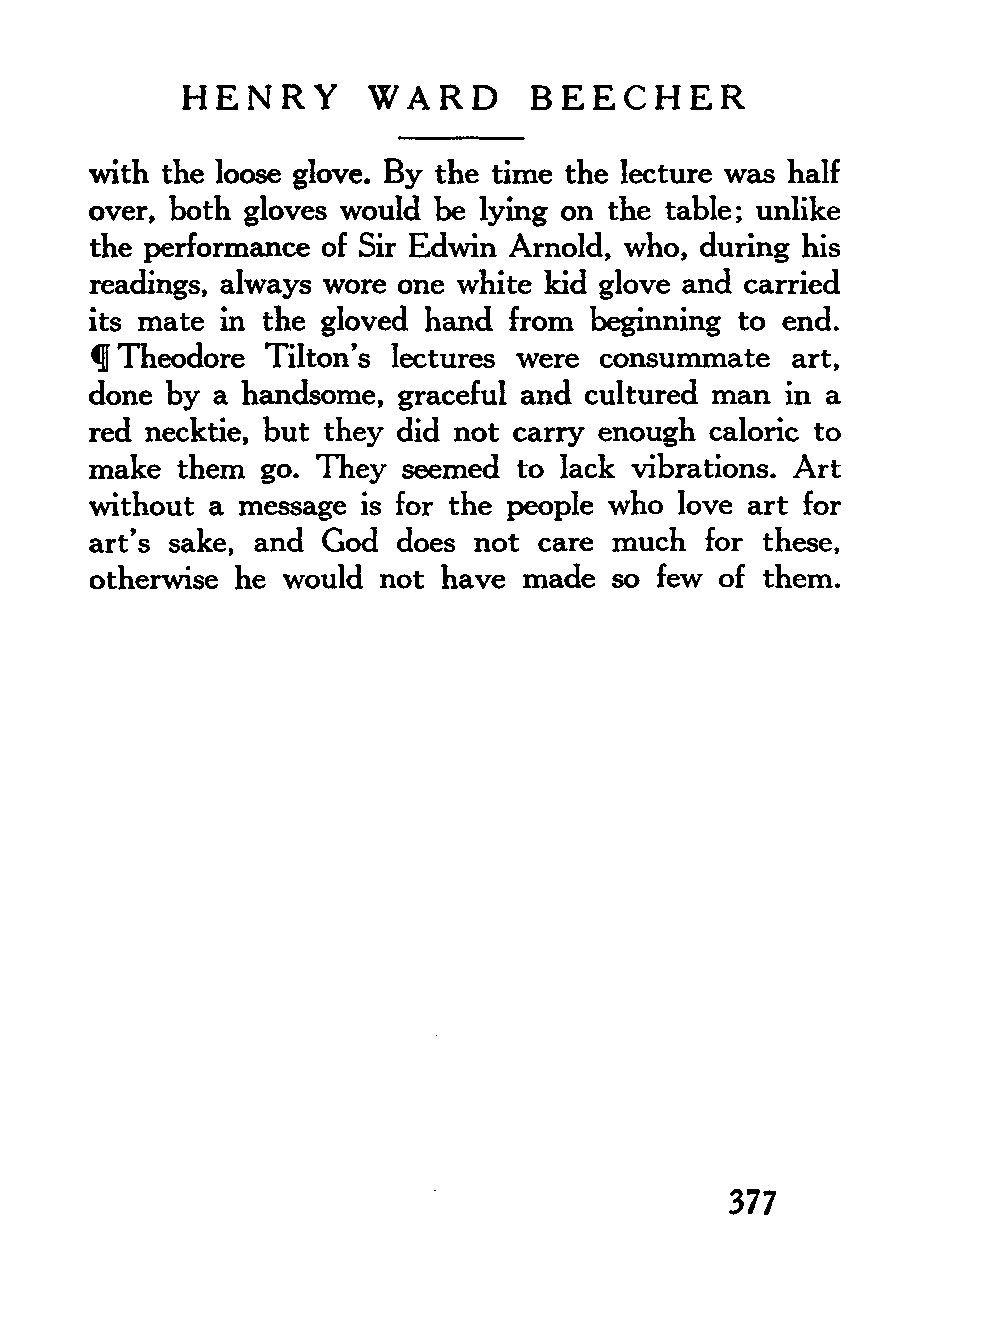 HENRY WARD BEECHER
with the loose glove. By the time the lecture was half
over, both gloves would be lying on the table; unlike
the performance of Sir Edwin Arnold, who, during his
readings, always wore one white kid glove and carried
its mate in the gloved hand from beginning to end.
¶ Theodore Tilton's lectures were consummate art,
done by a handsome, graceful and cultured man in a
red necktie, but they did not carry enough caloric to
make them go. They seemed to lack vibrations. Art
without a message is for the people who love art for
art's sake, and God does not care much for these,
otherwise he would not have made so few of them.
377